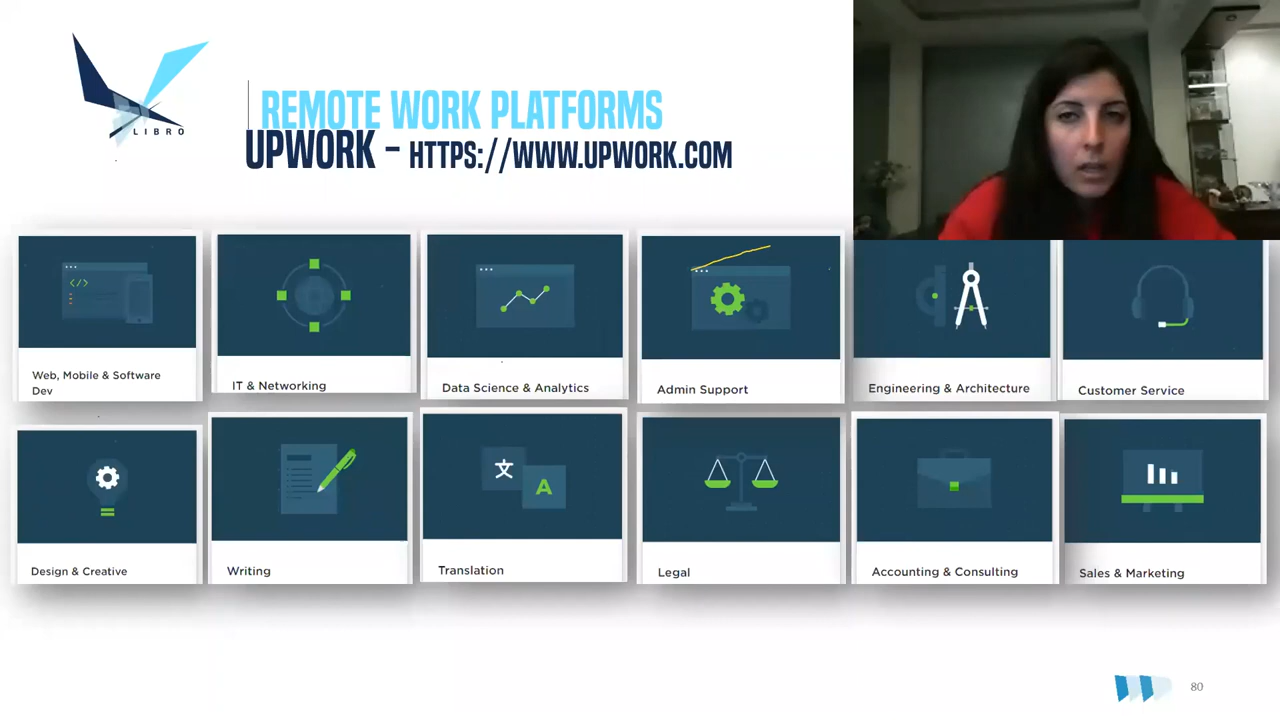 LIBRO
REMOTE WORK PLATFORMS
UPWORK – HTTPS://WWW.UPWORK.COM
</>
Web, Mobile & Software
Dev
IT & Networking
Data Science & Analytics
Admin Support
Engineering & Architecture
Customer Service
文
A
Design & Creative
Writing
Translation
Legal
Accounting & Consulting
Sales & Marketing
80